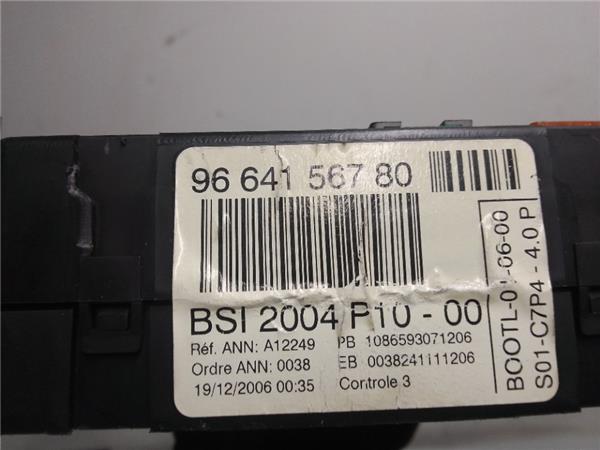 96 641 567 80
BSI 2004 P10 - 00
Réf. ANN: A12249 PB 1086593071206
Ordre ANN: 0038 EB 0038241111206
19/12/2006 00:35 Controle 3
S01-C7P4 - 4.0 P